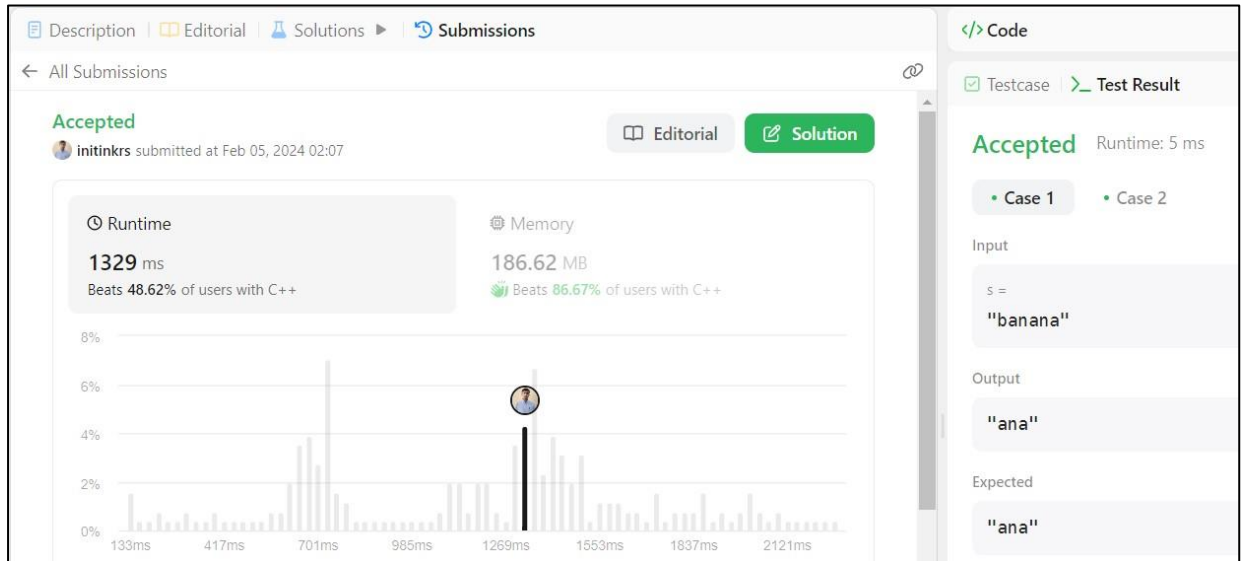 Description Editorial Solutions Submissions
All Submissions
Accepted
initinkrs submitted at Feb 05, 2024 02:07
Editorial
Solution
Runtime
1329 ms
Beats 48.62% of users with C++
Memory
186.62 MB
Beats 86.67% of users with C++
8%
6%
4%
2%
0%
133ms 417ms 701ms 985ms 1269ms 1553ms 1837ms 2121ms
</> Code
Testcase >_ Test Result
Accepted Runtime: 5 ms
• Case 1 • Case 2
Input
s =
"banana"
Output
"ana"
Expected
"ana"